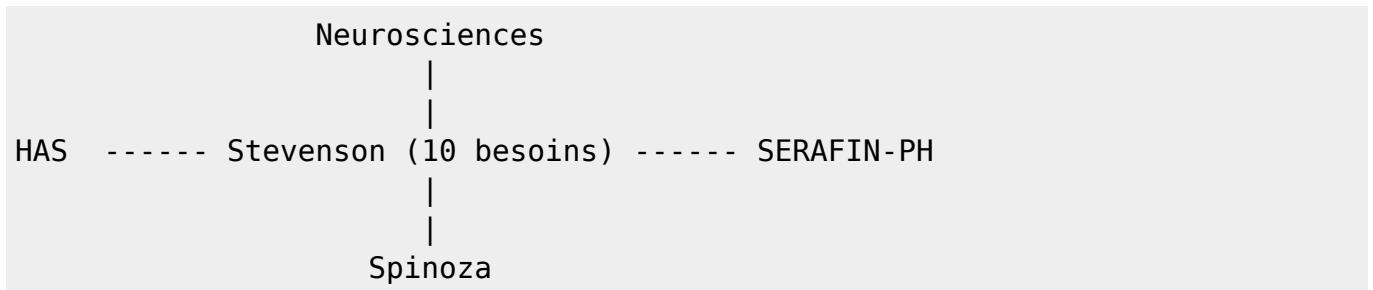 Neurosciences
|
|
HAS ------ Stevenson (10 besoins) ------ SERAFIN-PH
|
|
Spinoza